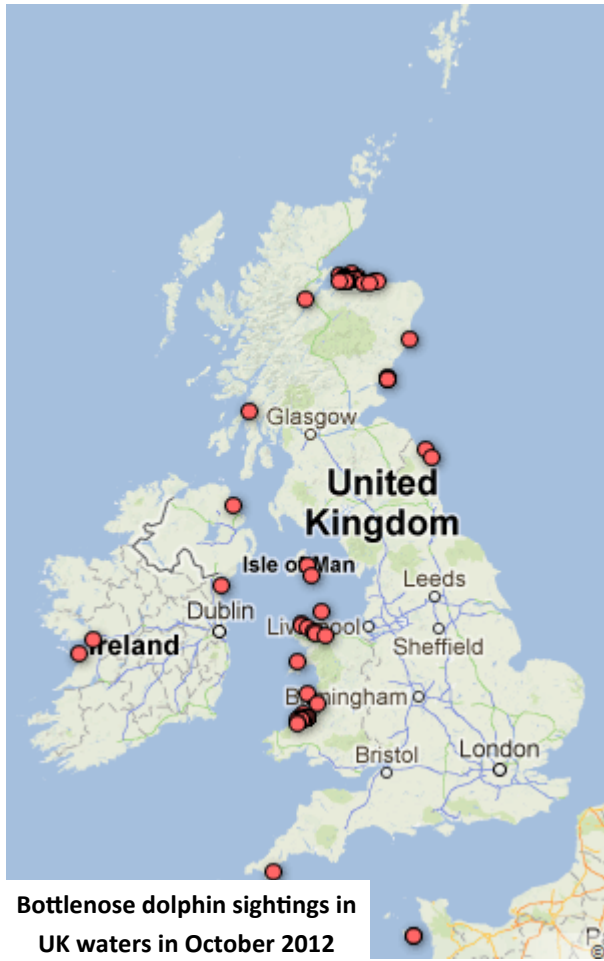 Glasgow
United
Kingdom
Isle of Man
Leeds
Dublin
Liverpool
Sheffield
Ireland
Birmingham
Bristol
London
Bottlenose dolphin sightings in
UK waters in October 2012